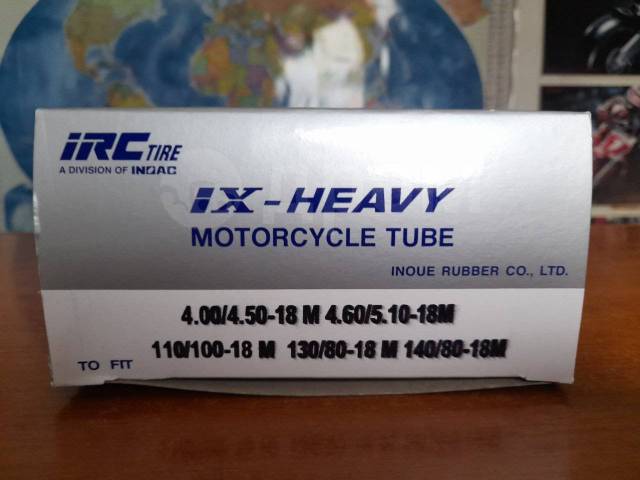 iRC TIRE
A DIVISION OF INOAC
iX-HEAVY
MOTORCYCLE TUBE
INOUE RUBBER CO., LTD.
4.00/4.50-18 M 4.60/5.10-18M
110/100-18 M 130/80-18 M 140/80-18M
TO FIT